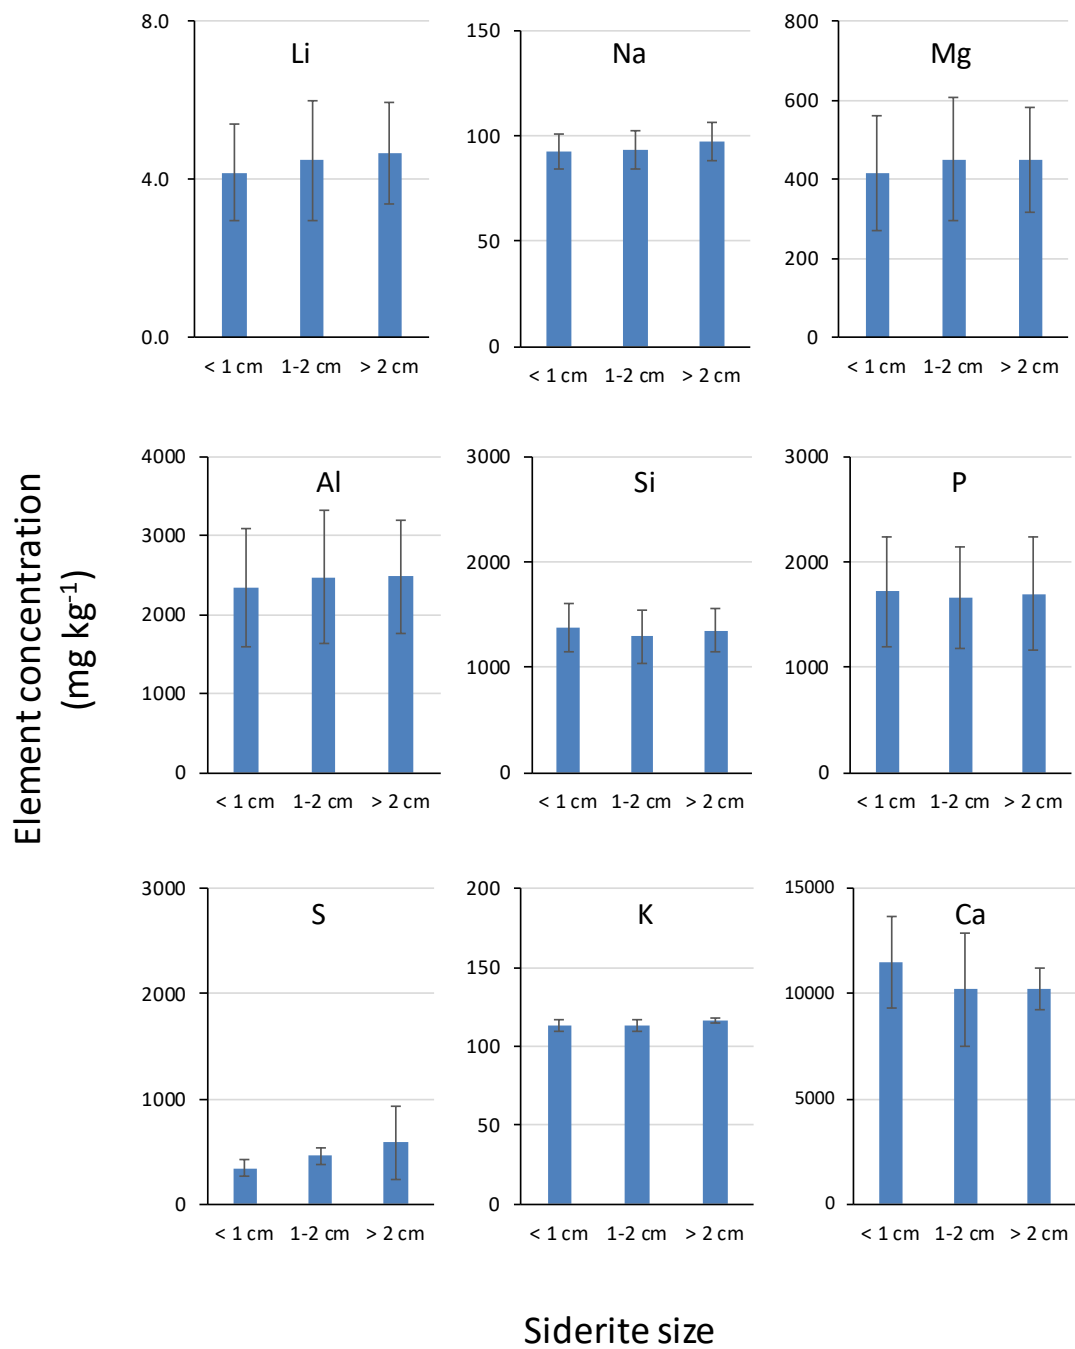 8.0
4.0
0.0
Li
< 1 cm 1-2 cm > 2 cm
150
100
50
0
Na
< 1 cm 1-2 cm > 2 cm
800
600
400
200
0
Mg
< 1 cm 1-2 cm > 2 cm
Element concentration
(mg kg⁻¹)
4000
3000
2000
1000
0
Al
< 1 cm 1-2 cm > 2 cm
3000
2000
1000
0
Si
< 1 cm 1-2 cm > 2 cm
3000
2000
1000
0
P
< 1 cm 1-2 cm > 2 cm
3000
2000
1000
0
S
< 1 cm 1-2 cm > 2 cm
200
150
100
50
0
K
< 1 cm 1-2 cm > 2 cm
15000
10000
5000
0
Ca
< 1 cm 1-2 cm > 2 cm
Siderite size